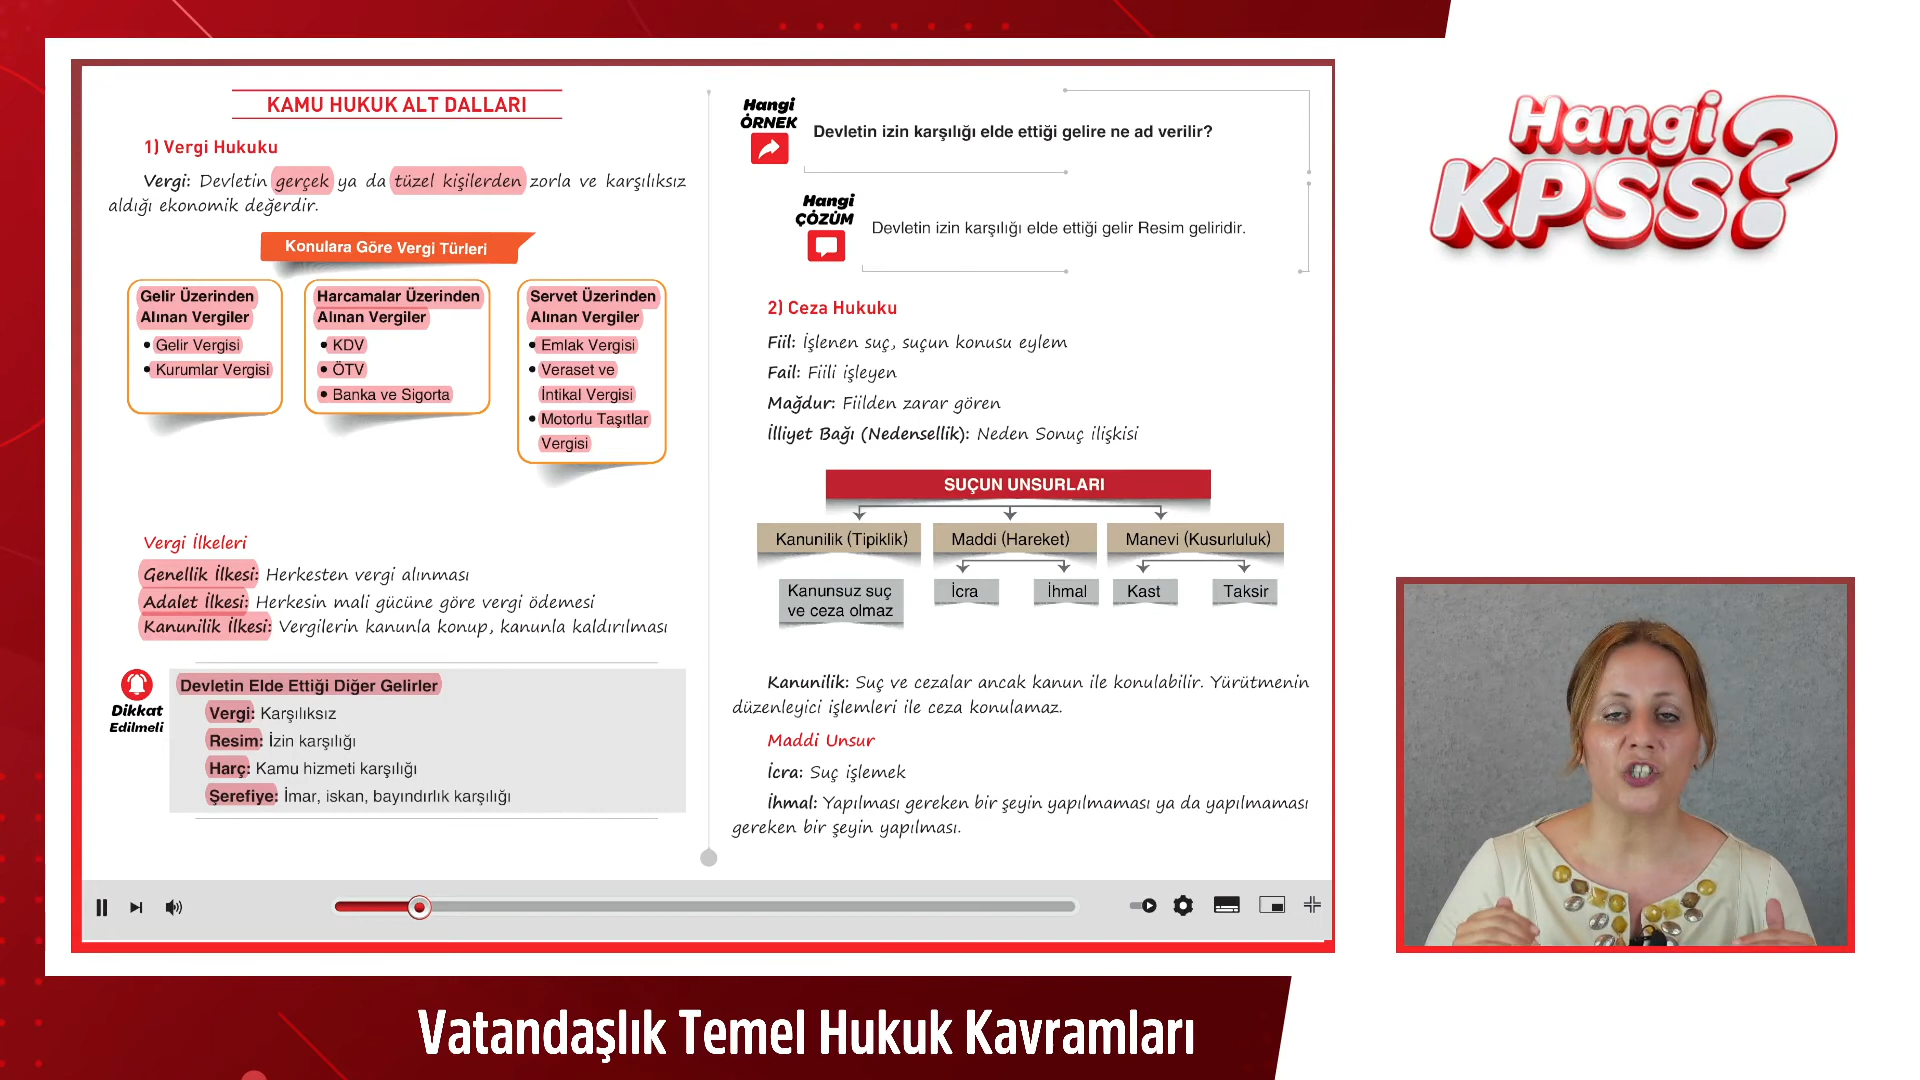 KAMU HUKUK ALT DALLARI
1) Vergi Hukuku
Vergi: Devletin gerçek ya da tüzel kişilerden zorla ve karşılıksız
aldığı ekonomik değerdir.
Konulara Göre Vergi Türleri
Gelir Üzerinden
Alınan Vergiler
• Gelir Vergisi
• Kurumlar Vergisi
Harcamalar Üzerinden
Alınan Vergiler
• KDV
• ÖTV
• Banka ve Sigorta
Servet Üzerinden
Alınan Vergiler
• Emlak Vergisi
• Veraset ve
İntikal Vergisi
• Motorlu Taşıtlar
Vergisi
Vergi İlkeleri
Genellik İlkesi: Herkesten vergi alınması
Adalet İlkesi: Herkesin mali gücüne göre vergi ödemesi
Kanunilik İlkesi: Vergilerin kanunla konup, kanunla kaldırılması
Dikkat
Edilmeli
Devletin Elde Ettiği Diğer Gelirler
Vergi: Karşılıksız
Resim: İzin karşılığı
Harç: Kamu hizmeti karşılığı
Şerefiye: İmar, iskan, bayındırlık karşılığı
Hangi
ÖRNEK
Devletin izin karşılığı elde ettiği gelire ne ad verilir?
Hangi
ÇÖZÜM
Devletin izin karşılığı elde ettiği gelir Resim geliridir.
2) Ceza Hukuku
Fiil: İşlenen suç, suçun konusu eylem
Fail: Fiili işleyen
Mağdur: Fiilden zarar gören
İlliyet Bağı (Nedensellik): Neden Sonuç ilişkisi
SUÇUN UNSURLARI
Kanunilik (Tipiklik)
Maddi (Hareket)
Manevi (Kusurluluk)
Kanunsuz suç
ve ceza olmaz
İcra
İhmal
Kast
Taksir
Kanunilik: Suç ve cezalar ancak kanun ile konulabilir. Yürütmenin
düzenleyici işlemleri ile ceza konulamaz.
Maddi Unsur
İcra: Suç işlemek
İhmal: Yapılması gereken bir şeyin yapılmaması ya da yapılmaması
gereken bir şeyin yapılması.
Hangi
KPSS?
Vatandaşlık Temel Hukuk Kavramları